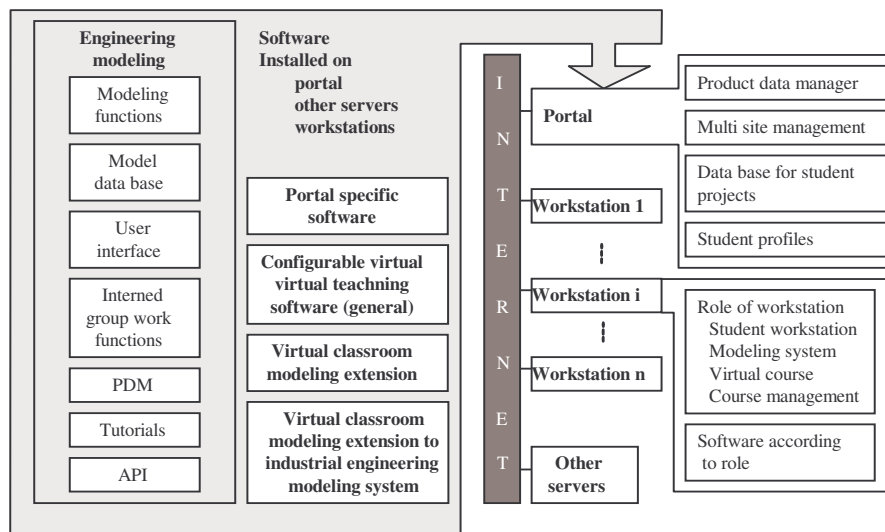 Engineering
modeling
Modeling
functions
Model
data base
User
interface
Interned
group work
functions
PDM
Tutorials
API
Software
Installed on
portal
other servers
workstations
Portal specific
software
Configurable virtual
virtual teachning
software (general)
Virtual classroom
modeling extension
Virtual classroom
modeling extension to
industrial engineering
modeling system
I
N
T
E
R
N
E
T
Portal
Workstation 1
Workstation i
Workstation n
Other
servers
Product data manager
Multi site management
Data base for student
projects
Student profiles
Role of workstation
Student workstation
Modeling system
Virtual course
Course management
Software according
to role